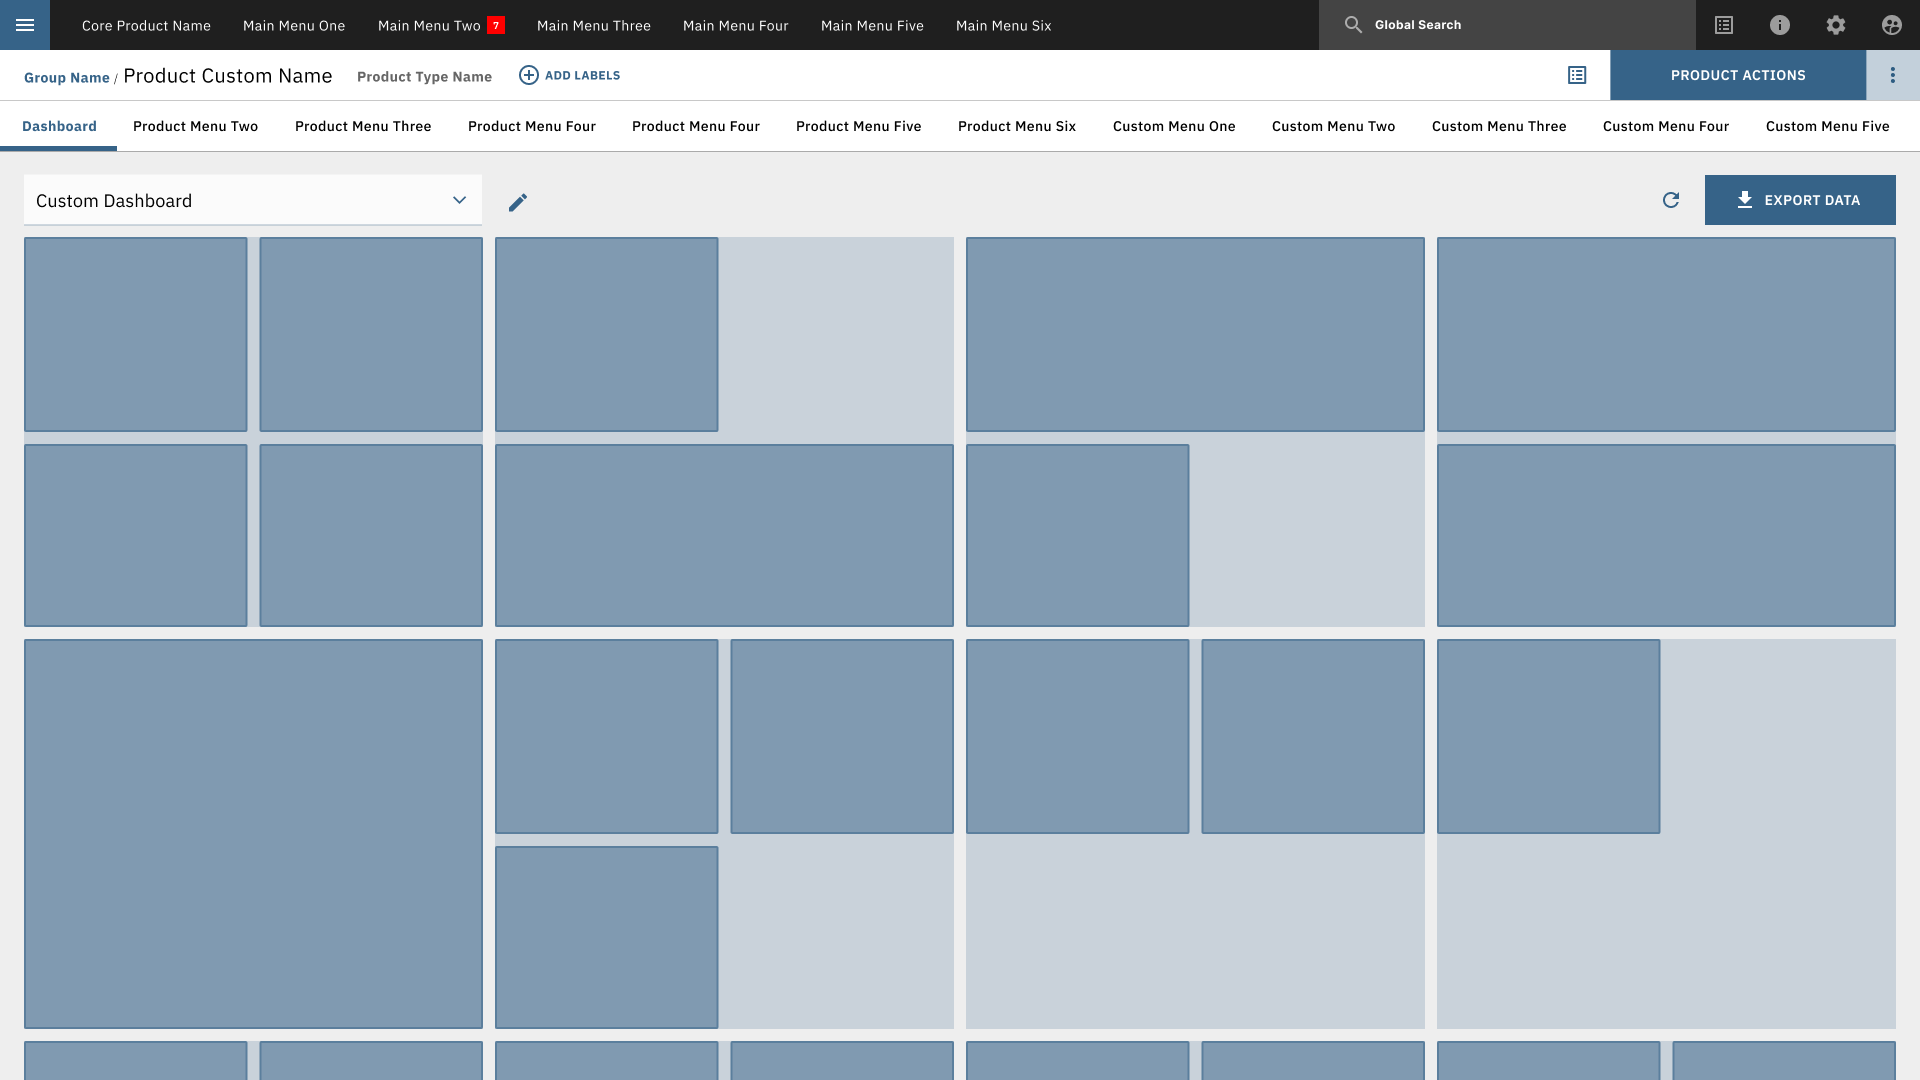 Core Product Name Main Menu One Main Menu Two 7 Main Menu Three Main Menu Four Main Menu Five Main Menu Six Global Search
Group Name / Product Custom Name Product Type Name ADD LABELS PRODUCT ACTIONS
Dashboard Product Menu Two Product Menu Three Product Menu Four Product Menu Four Product Menu Five Product Menu Six Custom Menu One Custom Menu Two Custom Menu Three Custom Menu Four Custom Menu Five
Custom Dashboard EXPORT DATA